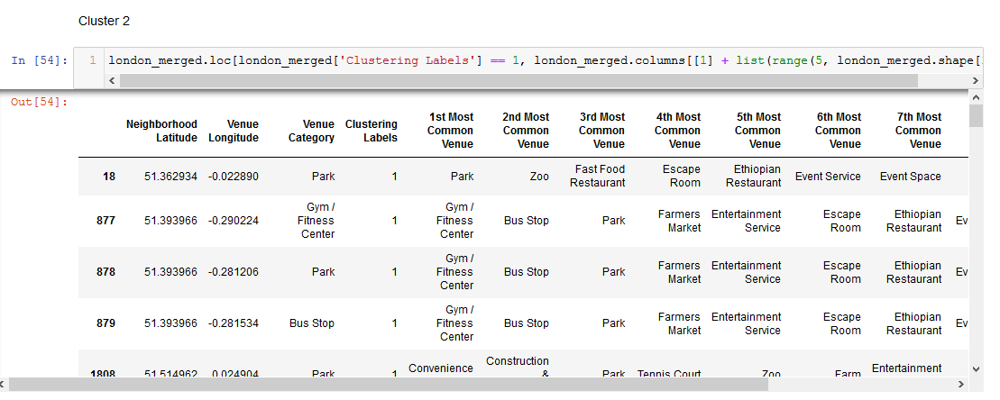 Cluster 2
In [54]: 1 london_merged.loc[london_merged['Clustering Labels'] == 1, london_merged.columns[[1] + list(range(5, london_merged.shape[
Out[54]:
Neighborhood Latitude Venue Longitude Venue Category Clustering Labels 1st Most Common Venue 2nd Most Common Venue 3rd Most Common Venue 4th Most Common Venue 5th Most Common Venue 6th Most Common Venue 7th Most Common Venue
18 51.362934 -0.022890 Park 1 Park Zoo Fast Food Restaurant Escape Room Ethiopian Restaurant Event Service Event Space
877 51.393966 -0.290224 Gym / Fitness Center 1 Gym / Fitness Center Bus Stop Park Farmers Market Entertainment Service Escape Room Ethiopian Restaurant Ev
878 51.393966 -0.281206 Park 1 Gym / Fitness Center Bus Stop Park Farmers Market Entertainment Service Escape Room Ethiopian Restaurant Ev
879 51.393966 -0.281534 Bus Stop 1 Gym / Fitness Center Bus Stop Park Farmers Market Entertainment Service Escape Room Ethiopian Restaurant Ev
1808 51.514962 0.024904 Park 1 Convenience Construction & Park Tennis Court Zoo Farm Entertainment